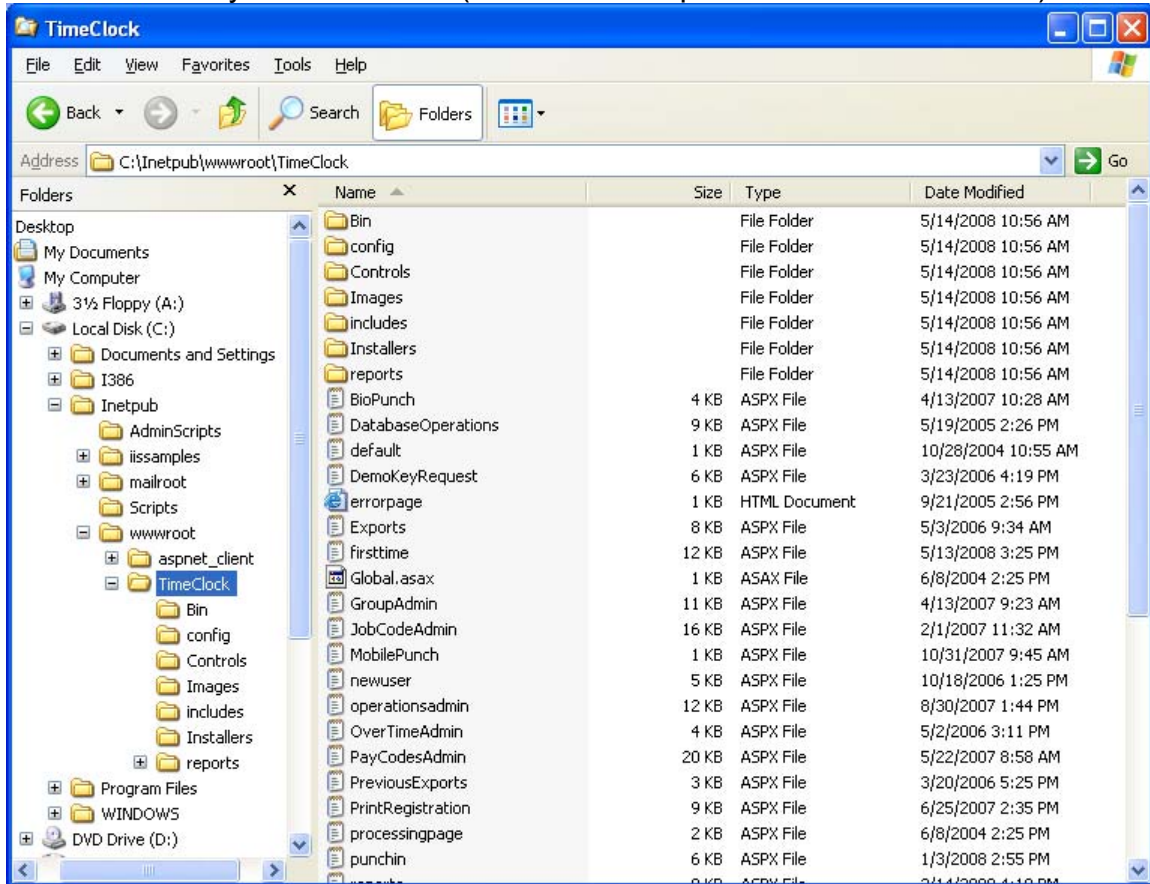 TimeClock
File Edit View Favorites Tools Help
Back Search Folders
Address C:\Inetpub\wwwroot\TimeClock Go
Folders X Name Size Type Date Modified
Desktop
My Documents
My Computer
3½ Floppy (A:)
Local Disk (C:)
Documents and Settings
I386
Inetpub
AdminScripts
iissamples
mailroot
Scripts
wwwroot
aspnet_client
TimeClock
Bin
config
Controls
Images
includes
Installers
reports
Program Files
WINDOWS
DVD Drive (D:)
Bin File Folder 5/14/2008 10:56 AM
config File Folder 5/14/2008 10:56 AM
Controls File Folder 5/14/2008 10:56 AM
Images File Folder 5/14/2008 10:56 AM
includes File Folder 5/14/2008 10:56 AM
Installers File Folder 5/14/2008 10:56 AM
reports File Folder 5/14/2008 10:56 AM
BioPunch 4 KB ASPX File 4/13/2007 10:28 AM
DatabaseOperations 9 KB ASPX File 5/19/2005 2:26 PM
default 1 KB ASPX File 10/28/2004 10:55 AM
DemoKeyRequest 6 KB ASPX File 3/23/2006 4:19 PM
errorpage 1 KB HTML Document 9/21/2005 2:56 PM
Exports 8 KB ASPX File 5/3/2006 9:34 AM
firsttime 12 KB ASPX File 5/13/2008 3:25 PM
Global.asax 1 KB ASAX File 6/8/2004 2:25 PM
GroupAdmin 11 KB ASPX File 4/13/2007 9:23 AM
JobCodeAdmin 16 KB ASPX File 2/1/2007 11:32 AM
MobilePunch 1 KB ASPX File 10/31/2007 9:45 AM
newuser 5 KB ASPX File 10/18/2006 1:25 PM
operationsadmin 12 KB ASPX File 8/30/2007 1:44 PM
OverTimeAdmin 4 KB ASPX File 5/2/2006 3:11 PM
PayCodesAdmin 20 KB ASPX File 5/22/2007 8:58 AM
PreviousExports 3 KB ASPX File 3/20/2006 5:25 PM
PrintRegistration 9 KB ASPX File 6/25/2007 2:35 PM
processingpage 2 KB ASPX File 6/8/2004 2:25 PM
punchin 6 KB ASPX File 1/3/2008 2:55 PM